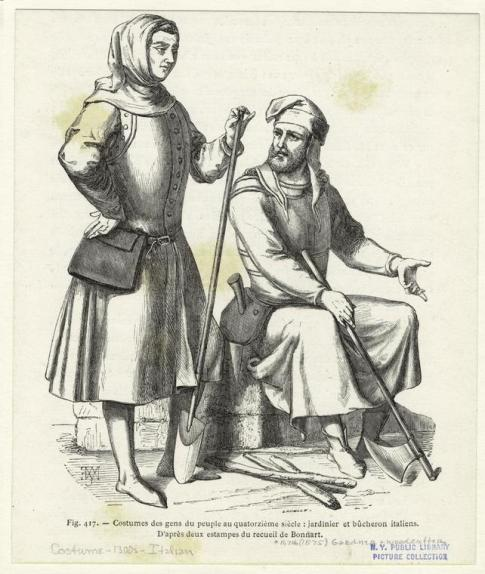 Fig. 417. — Costumes des gens du peuple au quatorzième siècle : jardinier et bûcheron italiens.
D'après deux estampes du recueil de Bonnart.
Costume - 1300s - Italian
N. Y. PUBLIC LIBRARY
PICTURE COLLECTION